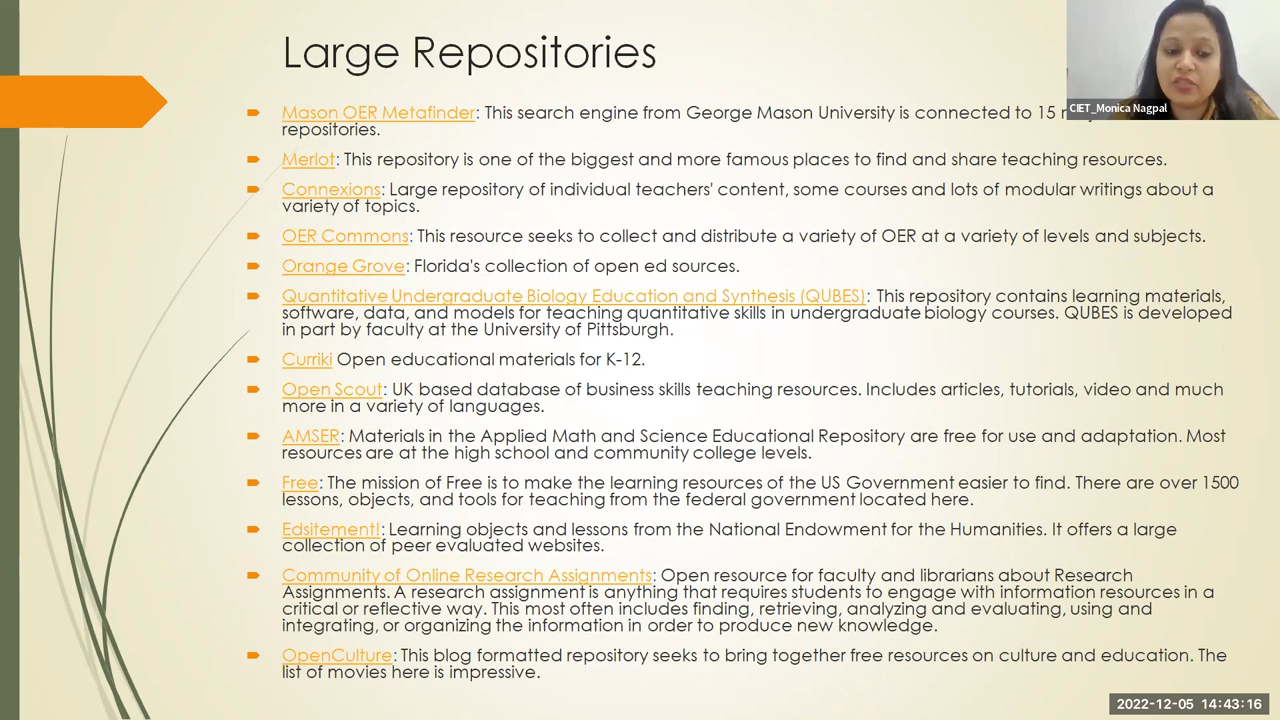 Large Repositories
CIET_Monica Nagpal
Mason OER Metafinder: This search engine from George Mason University is connected to 15
repositories.
Merlot: This repository is one of the biggest and more famous places to find and share teaching resources.
Connexions: Large repository of individual teachers' content, some courses and lots of modular writings about a
variety of topics.
OER Commons: This resource seeks to collect and distribute a variety of OER at a variety of levels and subjects.
Orange Grove: Florida's collection of open ed sources.
Quantitative Undergraduate Biology Education and Synthesis (QUBES): This repository contains learning materials,
software, data, and models for teaching quantitative skills in undergraduate biology courses. QUBES is developed
in part by faculty at the University of Pittsburgh.
Curriki Open educational materials for K-12.
Open Scout: UK based database of business skills teaching resources. Includes articles, tutorials, video and much
more in a variety of languages.
AMSER: Materials in the Applied Math and Science Educational Repository are free for use and adaptation. Most
resources are at the high school and community college levels.
Free: The mission of Free is to make the learning resources of the US Government easier to find. There are over 1500
lessons, objects, and tools for teaching from the federal government located here.
Edsitement!: Learning objects and lessons from the National Endowment for the Humanities. It offers a large
collection of peer evaluated websites.
Community of Online Research Assignments: Open resource for faculty and librarians about Research
Assignments. A research assignment is anything that requires students to engage with information resources in a
critical or reflective way. This most often includes finding, retrieving, analyzing and evaluating, using and
integrating, or organizing the information in order to produce new knowledge.
OpenCulture: This blog formatted repository seeks to bring together free resources on culture and education. The
list of movies here is impressive.
2022-12-05 14:43:16